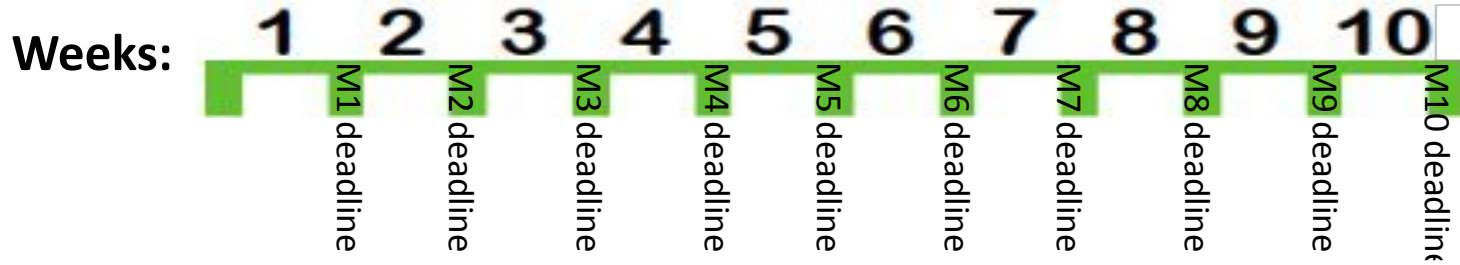 Weeks: 1 2 3 4 5 6 7 8 9 10
M1 deadline
M2 deadline
M3 deadline
M4 deadline
M5 deadline
M6 deadline
M7 deadline
M8 deadline
M9 deadline
M10 deadline